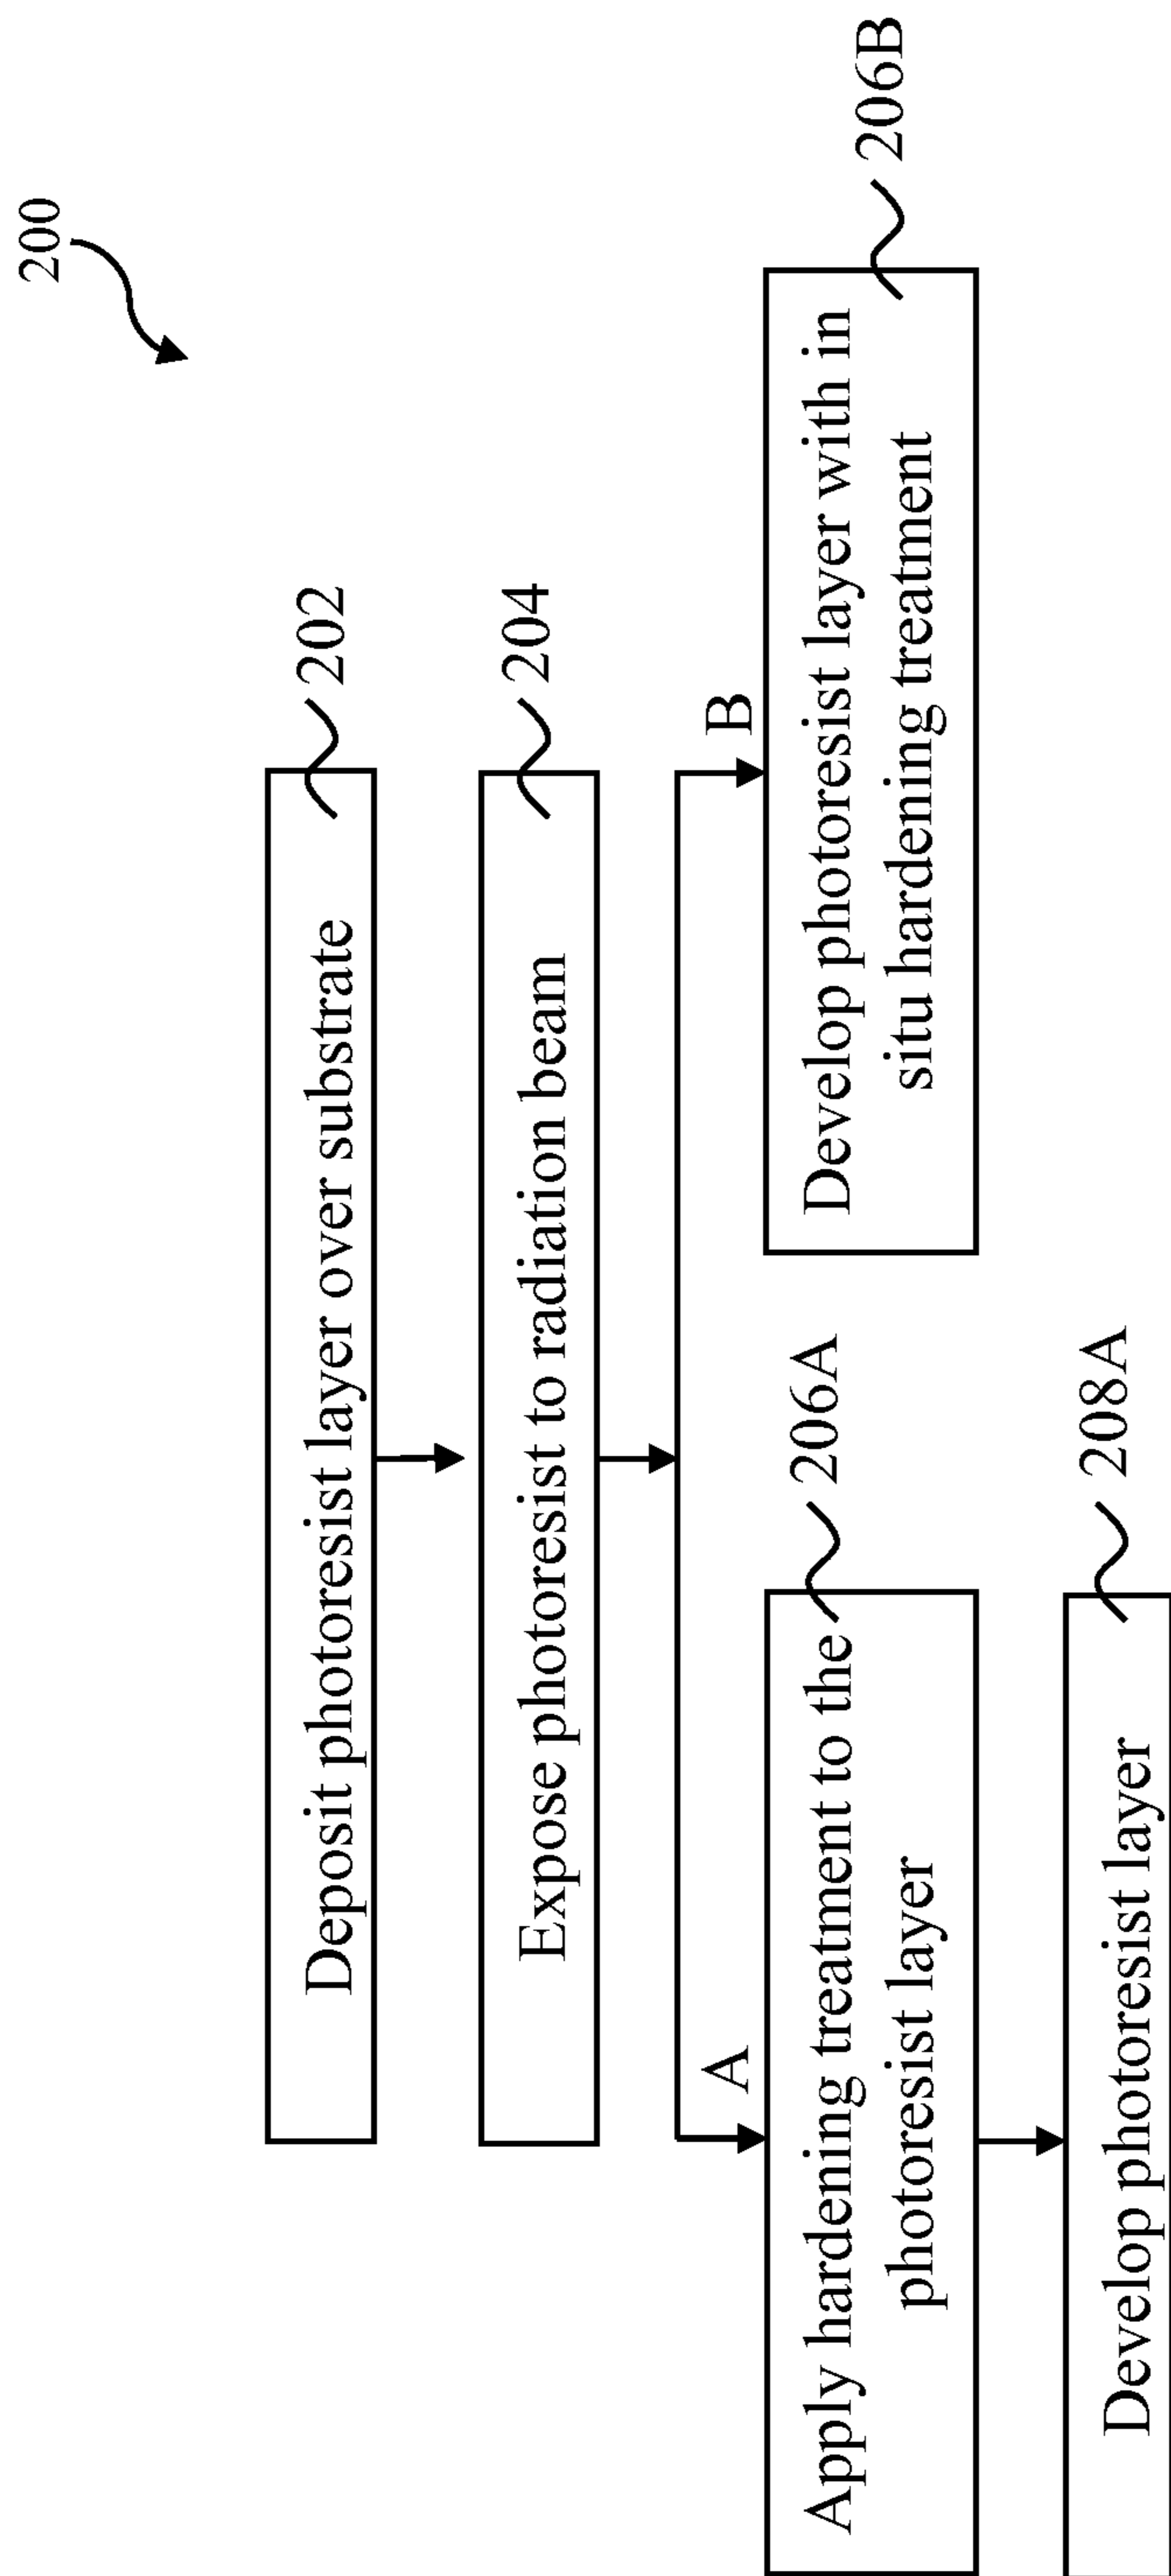 200
Deposit photoresist layer over substrate
202
Expose photoresist to radiation beam
204
A
B
Apply hardening treatment to the
photoresist layer
206A
Develop photoresist layer with in
situ hardening treatment
206B
Develop photoresist layer
208A